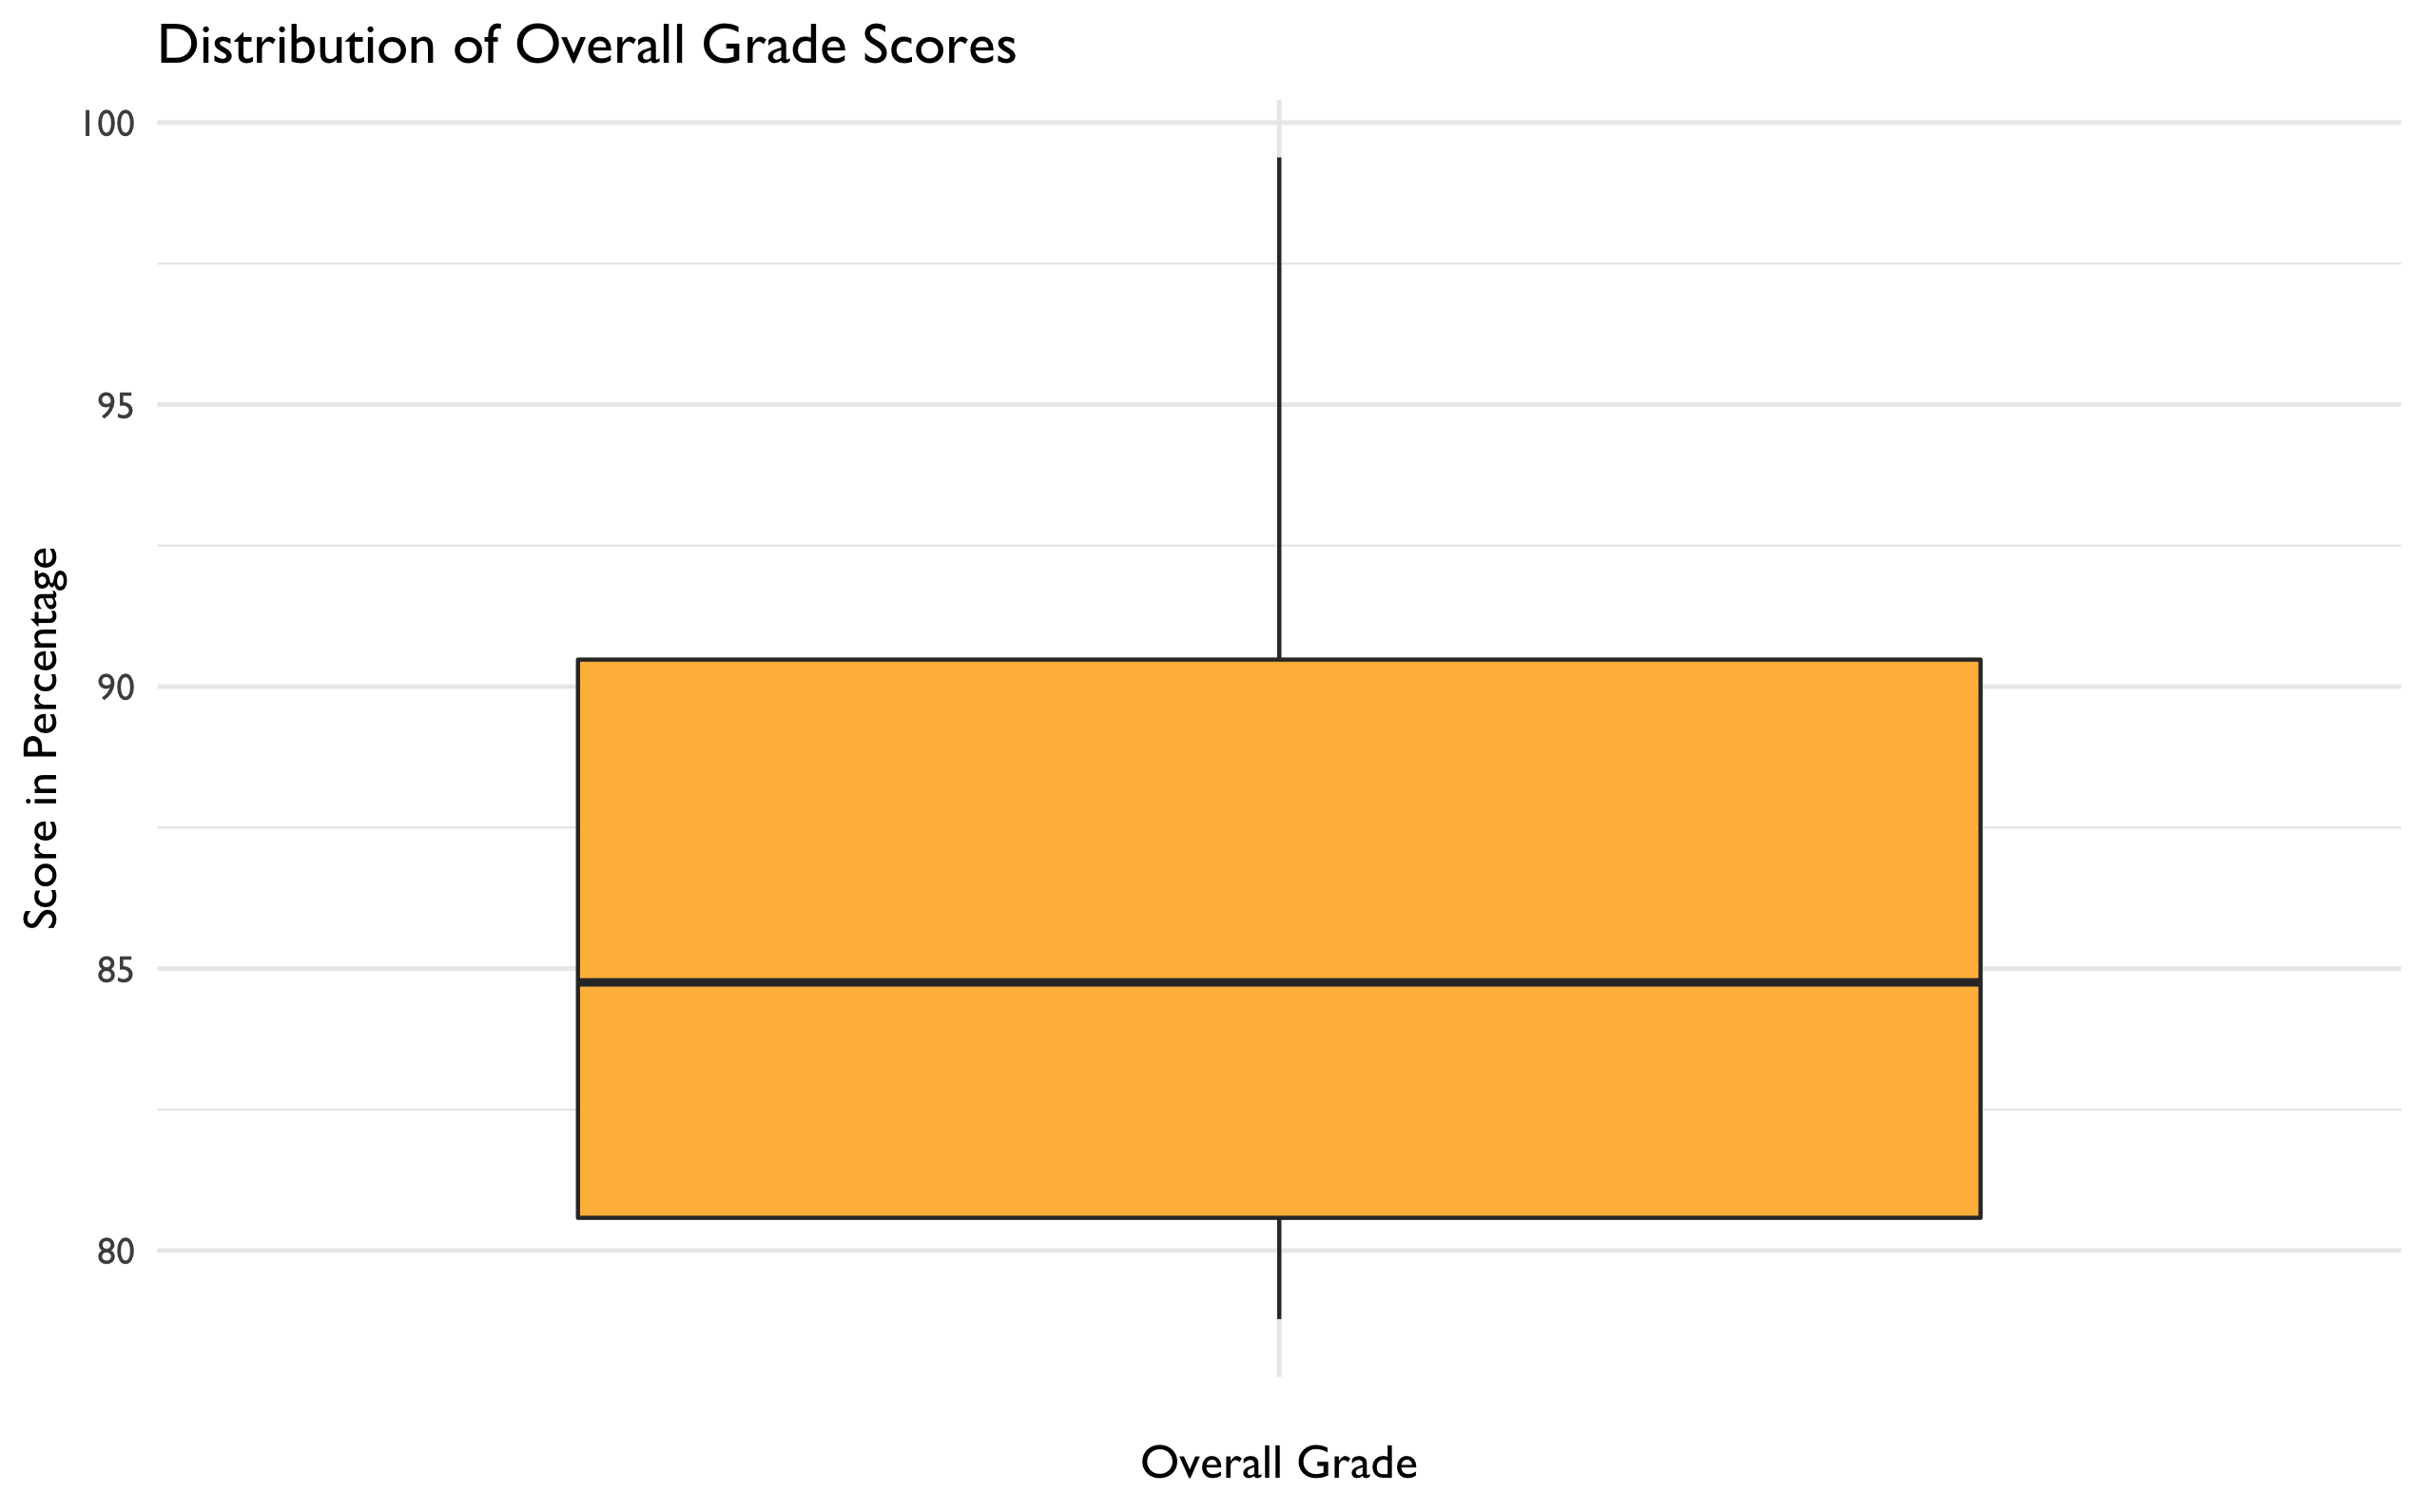 Distribution of Overall Grade Scores
100
95
90
85
80
Score in Percentage
Overall Grade